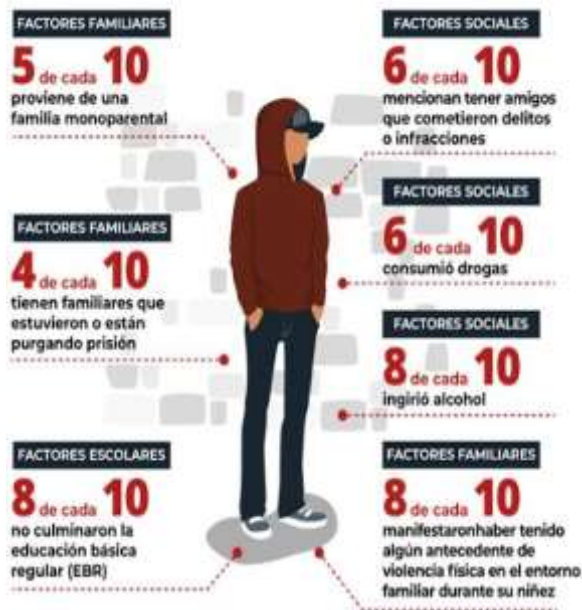 FACTORES FAMILIARES
5 de cada 10
proviene de una
familia monoparental
FACTORES FAMILIARES
4 de cada 10
tienen familiares que
estuvieron o están
purgando prisión
FACTORES ESCOLARES
8 de cada 10
no culminaron la
educación básica
regular (EBR)
FACTORES SOCIALES
6 de cada 10
mencionan tener amigos
que cometieron delitos
o infracciones
FACTORES SOCIALES
6 de cada 10
consumió drogas
FACTORES SOCIALES
8 de cada 10
ingirió alcohol
FACTORES FAMILIARES
8 de cada 10
manifestaronhaber tenido
algún antecedente de
violencia física en el entorno
familiar durante su niñez